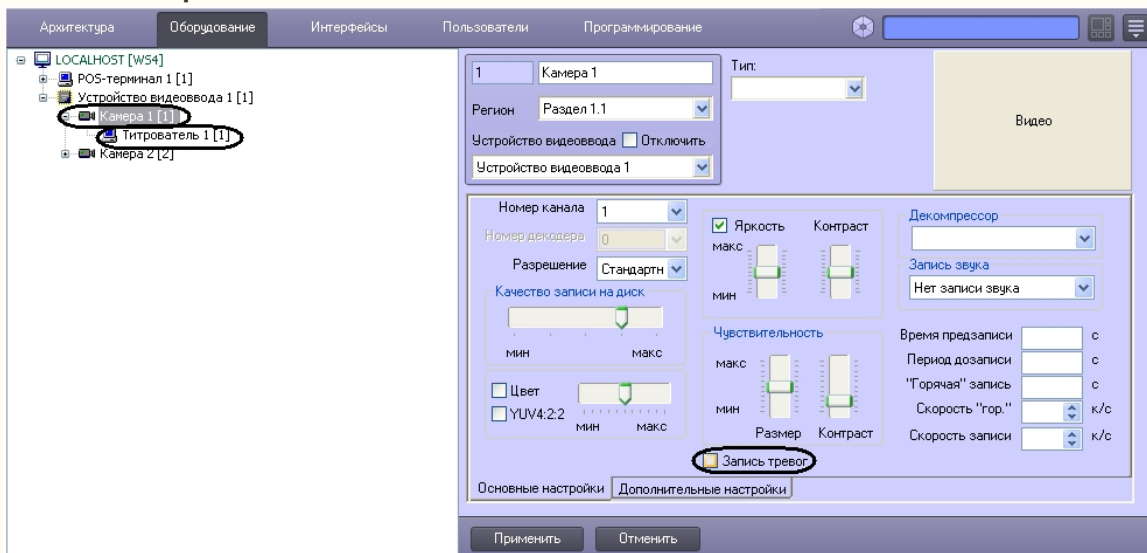 Архитектура Оборудование Интерфейсы Пользователи Программирование
LOCALHOST [WS4]
POS-терминал 1 [1]
Устройство видеоввода 1 [1]
Камера 1 [1]
Титрователь 1 [1]
Камера 2 [2]
1 Камера 1
Регион Раздел 1.1
Устройство видеоввода Отключить
Устройство видеоввода 1
Тип:
Видео
Номер канала 1
Номер декодера 0
Разрешение Стандартн
Качество записи на диск
мин макс
Цвет
YUV4:2:2
мин макс
Яркость Контраст
макс
мин
Чувствительность
макс
мин
Размер Контраст
Запись тревог
Декомпрессор
Запись звука
Нет записи звука
Время предзаписи с
Период дозаписи с
"Горячая" запись с
Скорость "гор." к/с
Скорость записи к/с
Основные настройки Дополнительные настройки
Применить Отменить